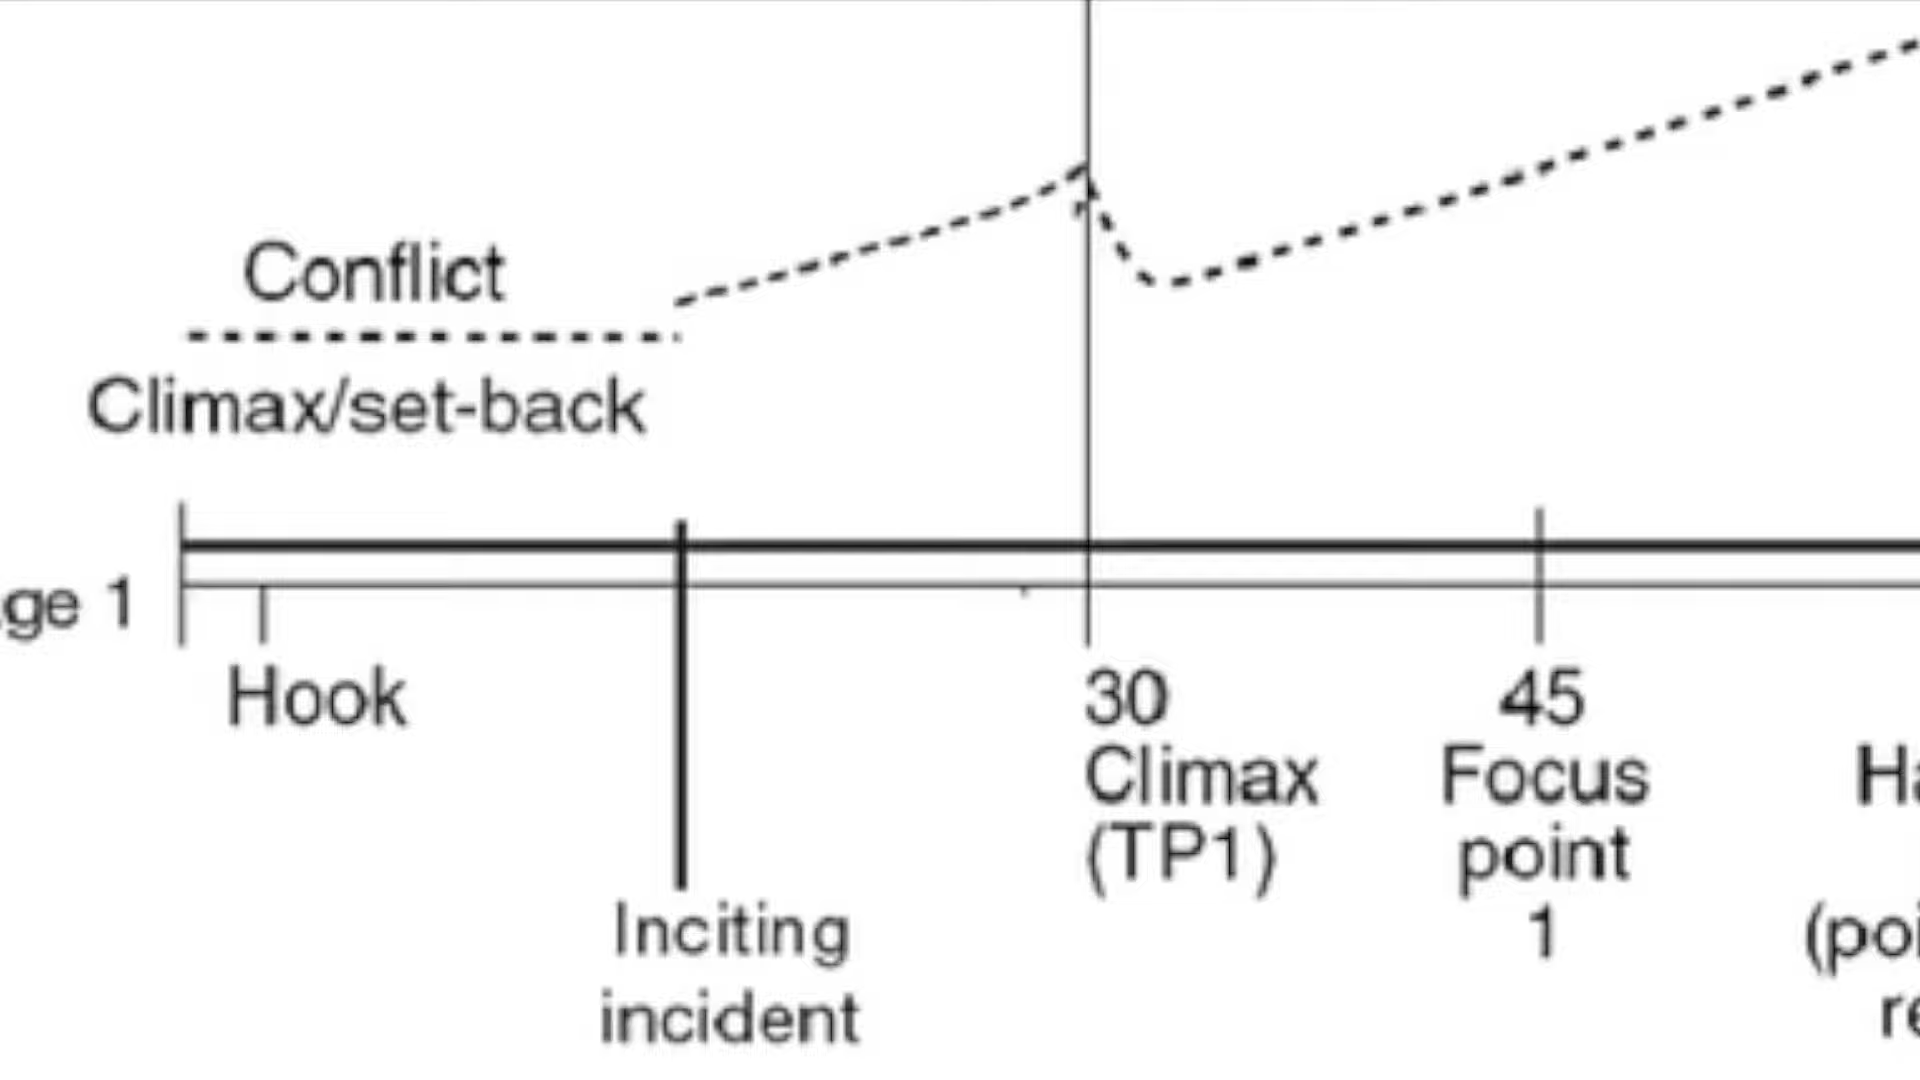 Conflict
Climax/set-back
ge 1
Hook
30
Climax
(TP1)
45
Focus
point
1
Inciting
incident